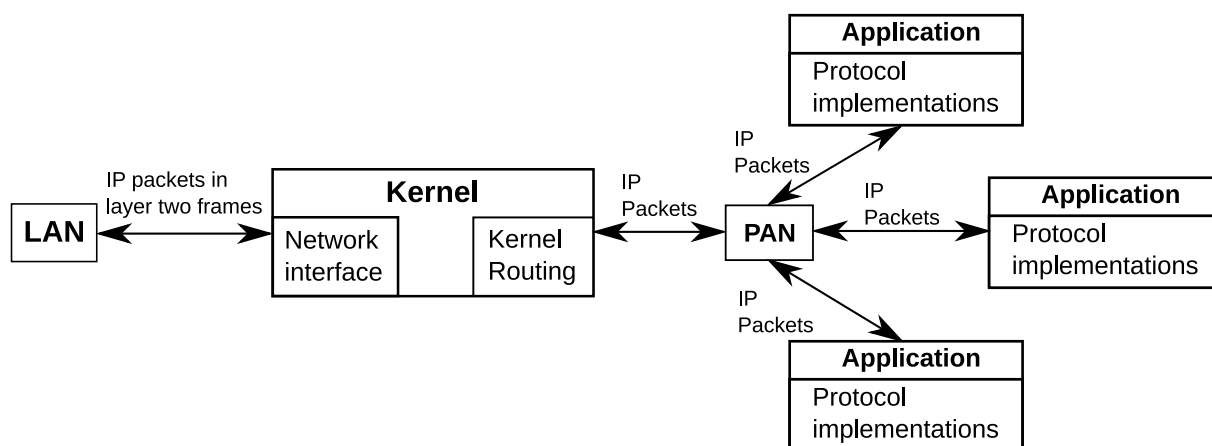 LAN
IP packets in
layer two frames
Kernel
Network
interface
Kernel
Routing
IP
Packets
PAN
IP
Packets
Application
Protocol
implementations
IP
Packets
Application
Protocol
implementations
IP
Packets
Application
Protocol
implementations